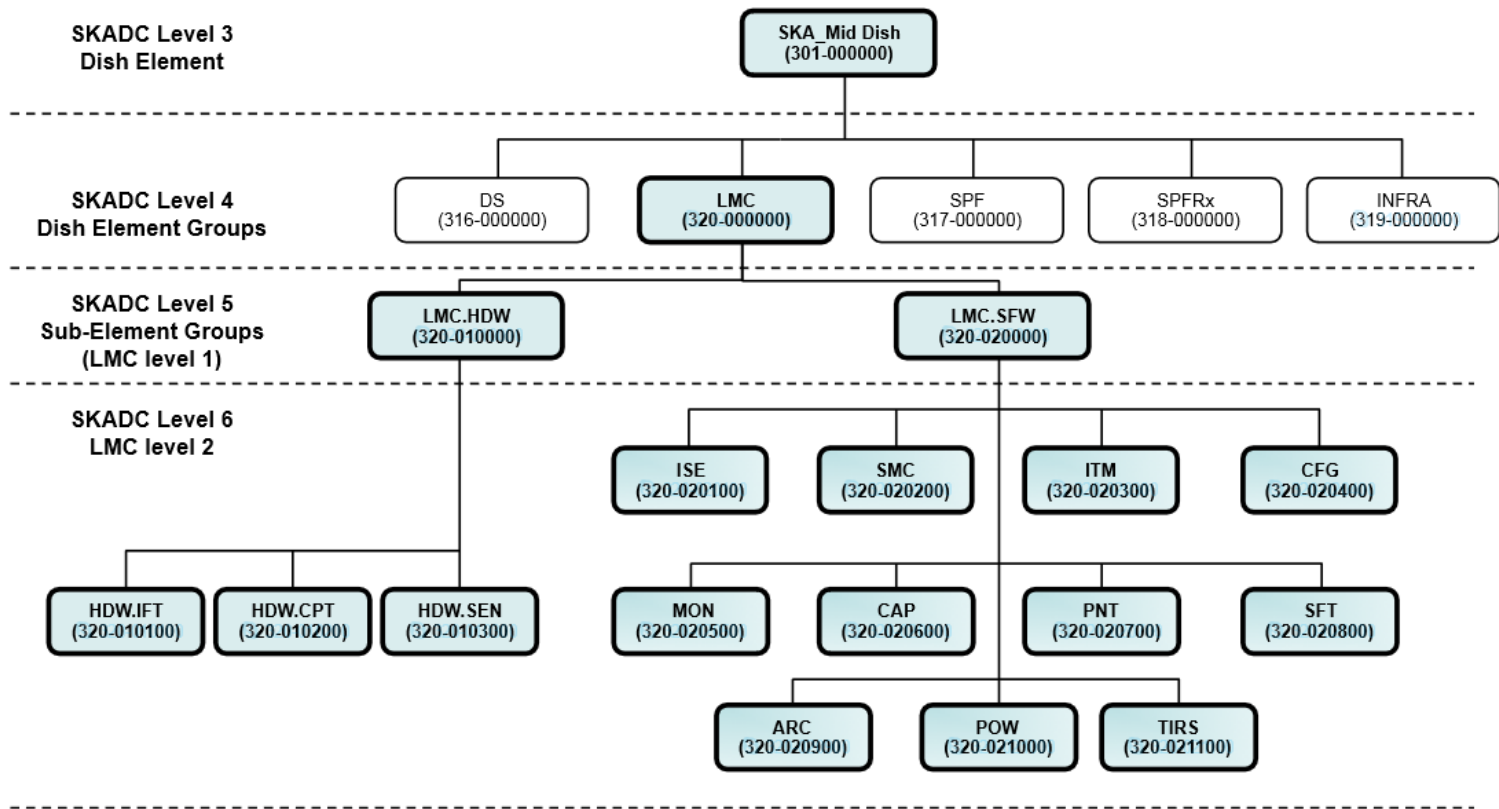 SKADC Level 3
Dish Element
SKA_Mid Dish
(301-000000)
SKADC Level 4
Dish Element Groups
DS
(316-000000)
LMC
(320-000000)
SPF
(317-000000)
SPFRx
(318-000000)
INFRA
(319-000000)
SKADC Level 5
Sub-Element Groups
(LMC level 1)
LMC.HDW
(320-010000)
LMC.SFW
(320-020000)
SKADC Level 6
LMC level 2
ISE
(320-020100)
SMC
(320-020200)
ITM
(320-020300)
CFG
(320-020400)
HDW.IFT
(320-010100)
HDW.CPT
(320-010200)
HDW.SEN
(320-010300)
MON
(320-020500)
CAP
(320-020600)
PNT
(320-020700)
SFT
(320-020800)
ARC
(320-020900)
POW
(320-021000)
TIRS
(320-021100)